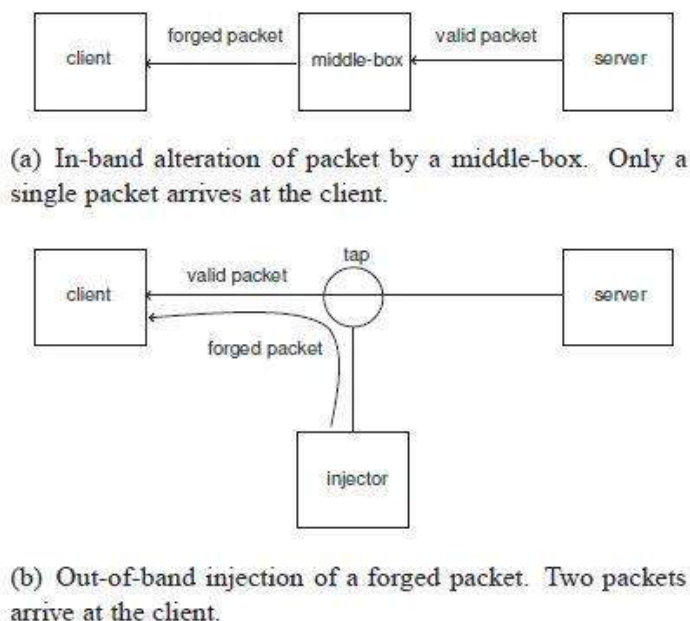 forged packet
valid packet
client
middle-box
server
(a) In-band alteration of packet by a middle-box. Only a
single packet arrives at the client.
tap
valid packet
client
server
forged packet
injector
(b) Out-of-band injection of a forged packet. Two packets
arrive at the client.